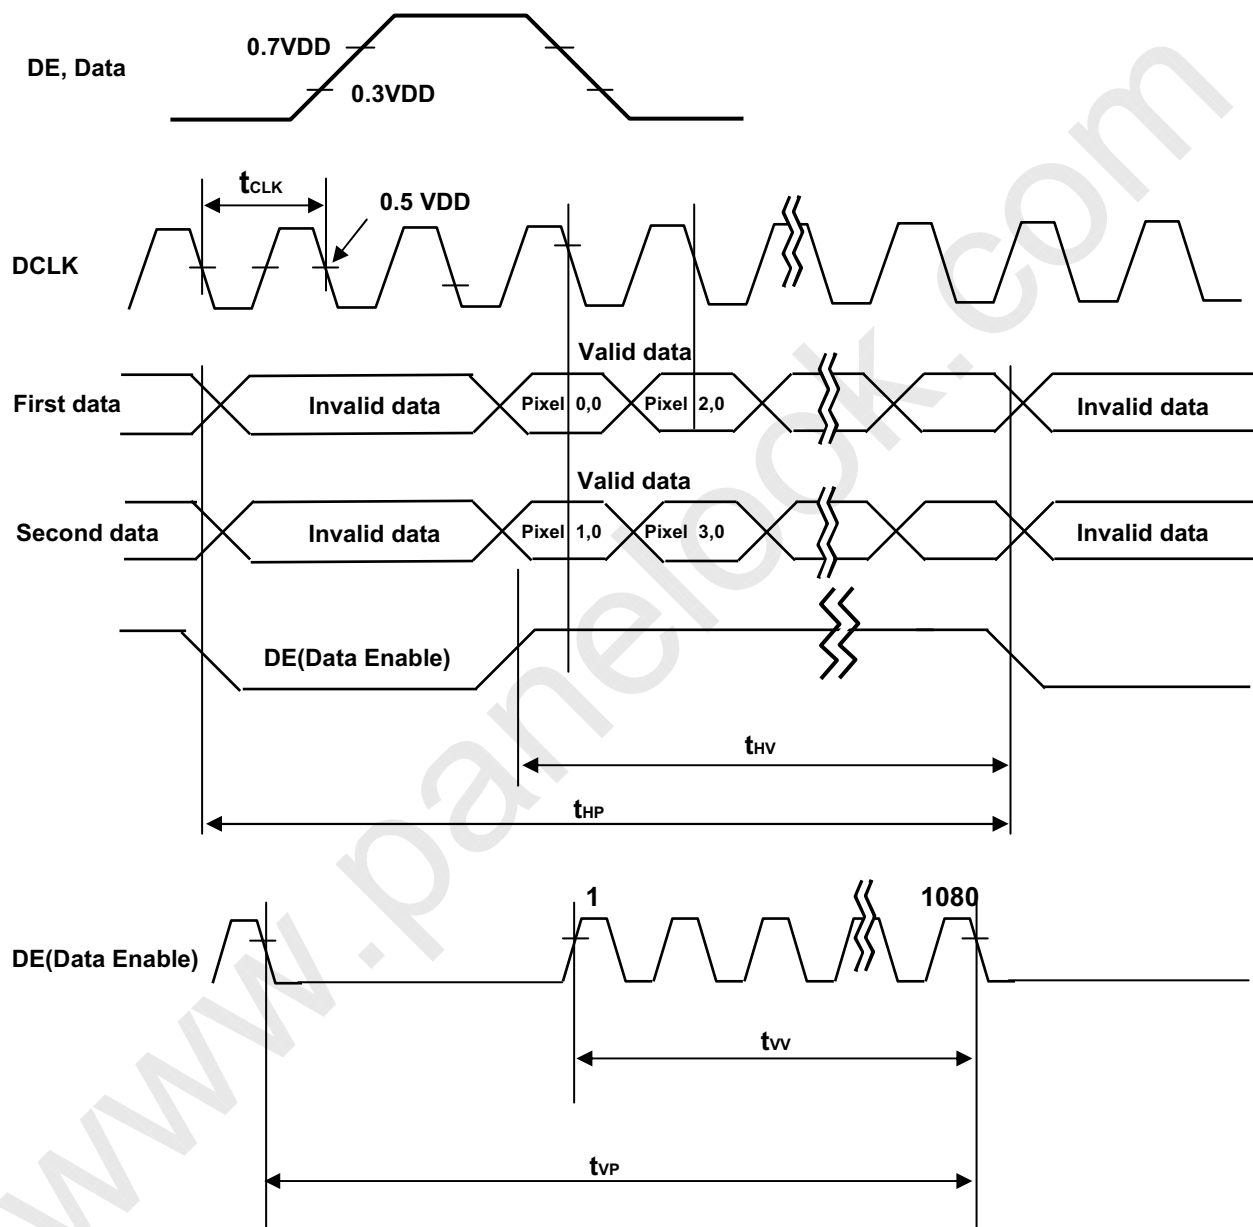 0.7VDD
DE, Data
0.3VDD
tCLK
0.5 VDD
DCLK
Valid data
First data
Invalid data
Pixel 0,0
Pixel 2,0
Invalid data
Valid data
Second data
Invalid data
Pixel 1,0
Pixel 3,0
Invalid data
DE(Data Enable)
tHV
tHP
1
1080
DE(Data Enable)
tVV
tVP
www.panelook.com